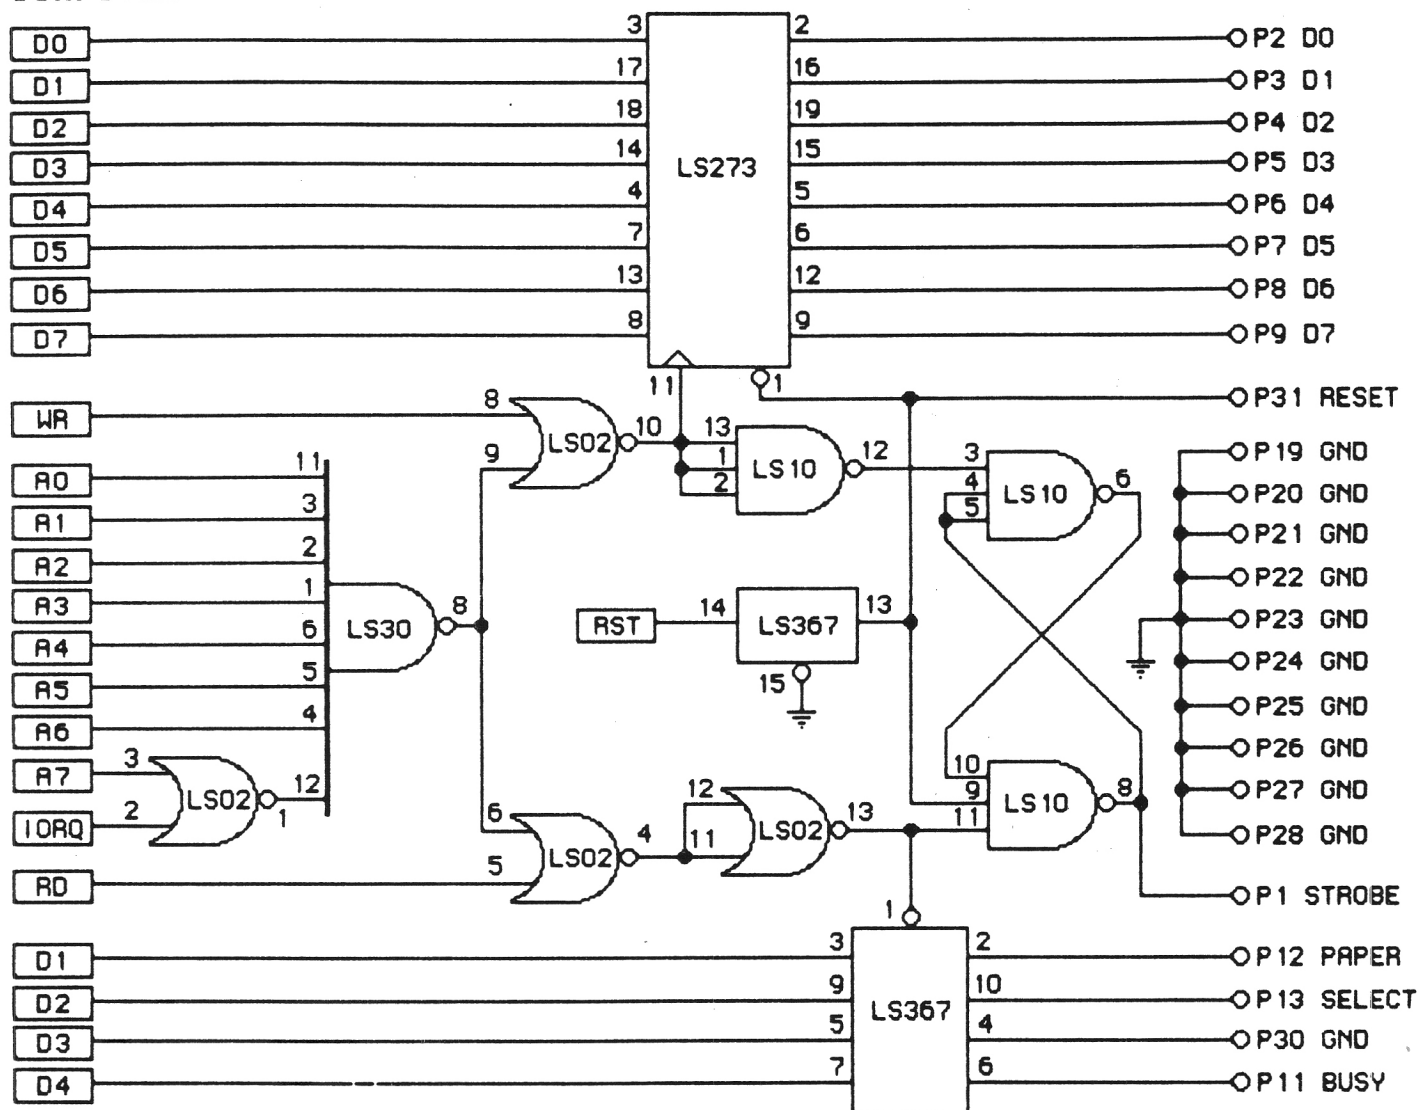 D0 3 2 P2 D0
D1 17 16 P3 D1
D2 18 19 P4 D2
D3 14 LS273 15 P5 D3
D4 4 5 P6 D4
D5 7 6 P7 D5
D6 13 12 P8 D6
D7 8 9 P9 D7
11 1 P31 RESET
WR 8 LS02 10 13 12 3 6 P19 GND
9 1 LS10 4 LS10 P20 GND
A0 11 2 5 P21 GND
A1 3 P22 GND
A2 2 P23 GND
A3 1 14 LS367 13 P24 GND
A4 6 LS30 8 RST 15 P25 GND
A5 5 P26 GND
A6 4 10 P27 GND
A7 3 LS02 12 6 12 LS02 13 9 LS10 8 P28 GND
IORQ 2 1 LS02 4 11 11
RD 5 P1 STROBE
1
D1 3 2 P12 PAPER
D2 9 LS367 10 P13 SELECT
D3 5 4 P30 GND
D4 7 6 P11 BUSY